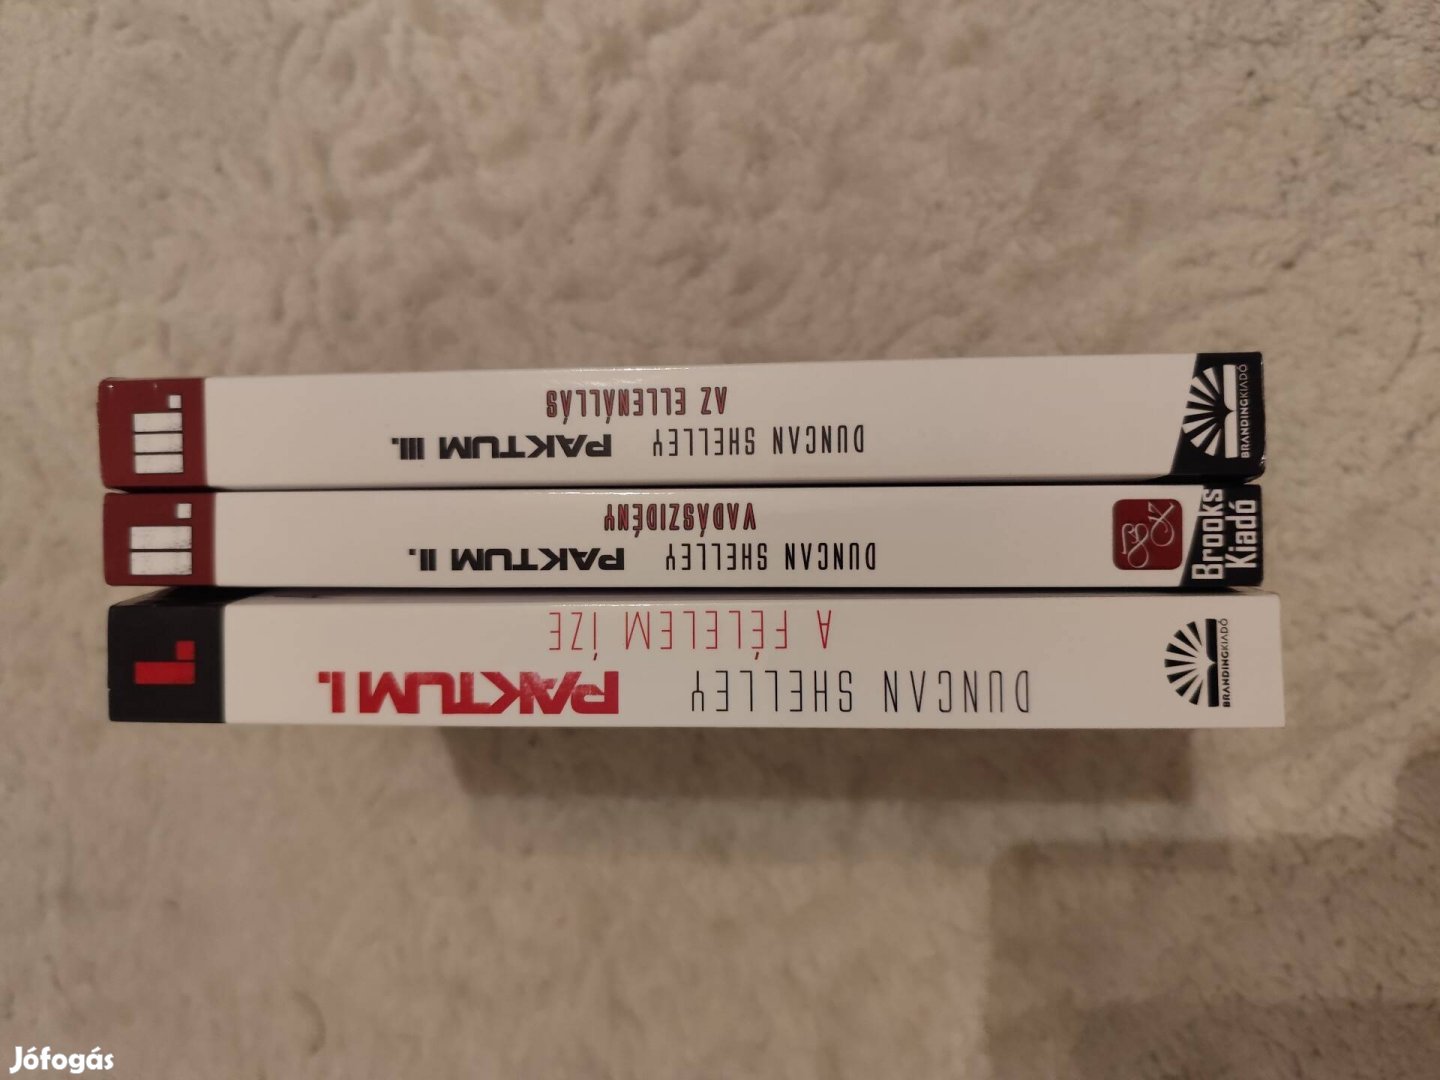 III.
DUNCAN SHELLEY PAKTUM III.
AZ ELLENÁLLÁS
BRANDINGKIADÓ
II.
DUNCAN SHELLEY PAKTUM II.
VADÁSZIDÉNY
BK
Brooks
Kiadó
I.
DUNCAN SHELLEY PAKTUM I.
A FÉLELEM ÍZE
BRANDINGKIADÓ
Jófogás